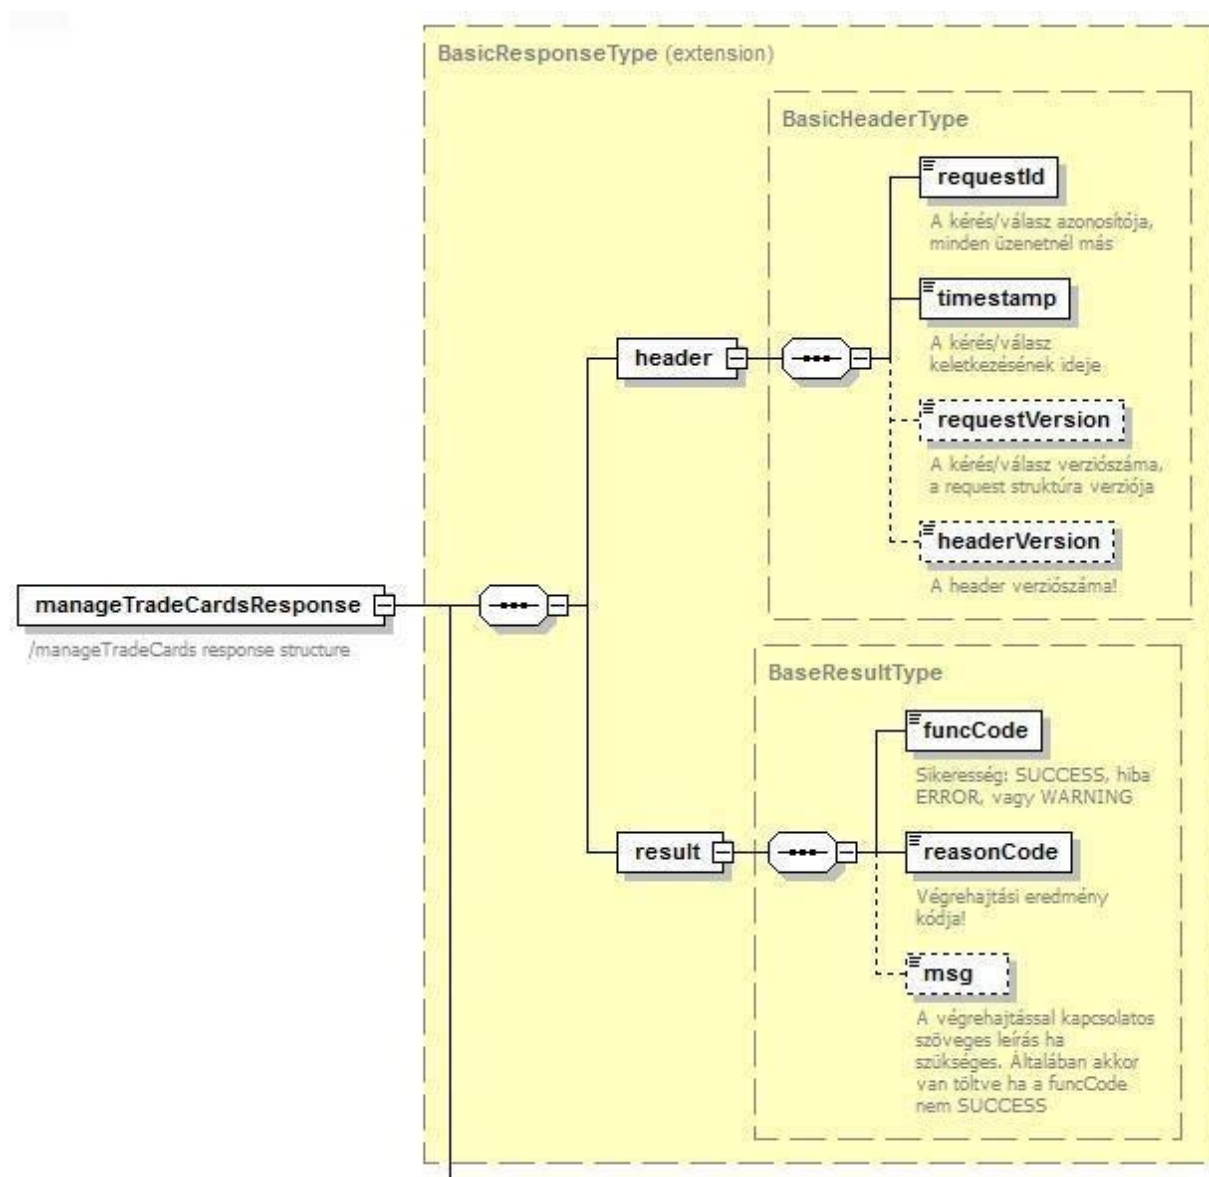 BasicResponseType (extension)
BasicHeaderType
requestId
A kérés/válasz azonosítója,
minden üzenetnél más
timestamp
A kérés/válasz
keletkezésének ideje
header
requestVersion
A kérés/válasz verziószáma,
a request struktúra verziója
headerVersion
A header verziószáma!
manageTradeCardsResponse
/manageTradeCards response structure
BaseResultType
funcCode
Sikeresség: SUCCESS, hiba
ERROR, vagy WARNING
result
reasonCode
Végrehajtási eredmény
kódja!
msg
A végrehajtással kapcsolatos
szöveges leírás ha
szükséges. Általában akkor
van töltve ha a funcCode
nem SUCCESS